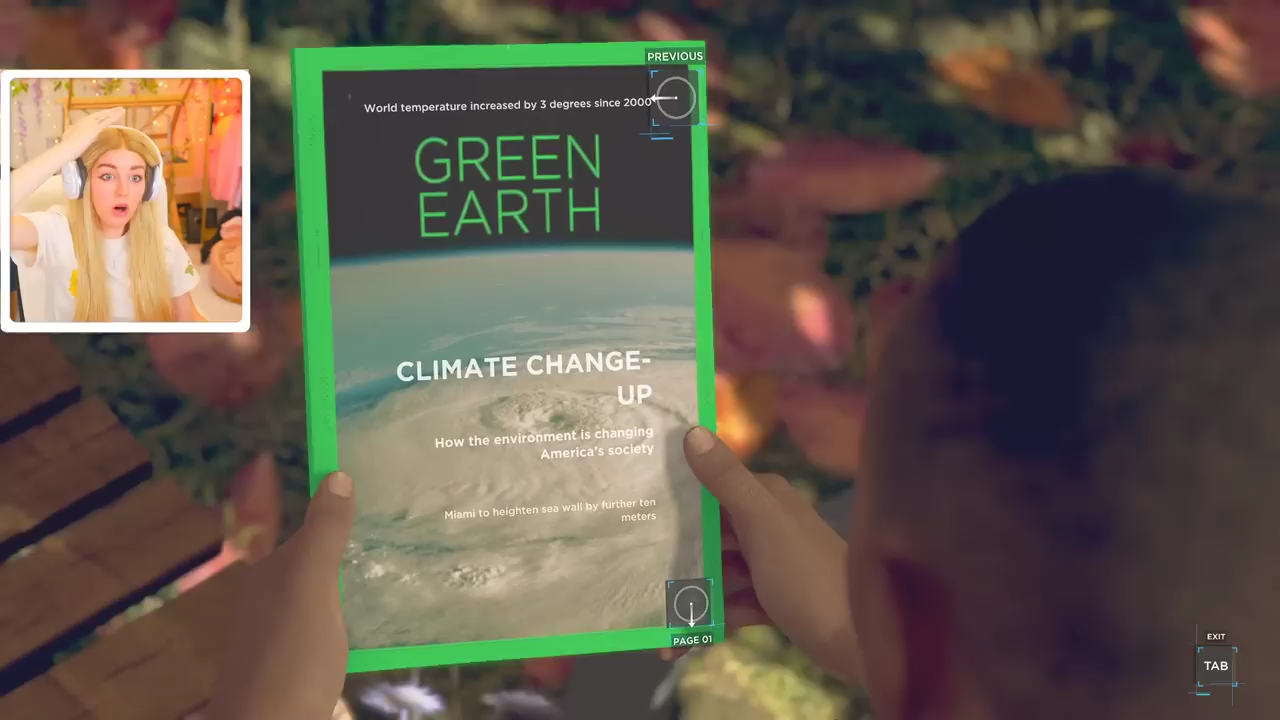 PREVIOUS
World temperature increased by 3 degrees since 2000
GREEN
EARTH
CLIMATE CHANGE-
UP
How the environment is changing
America's society
Miami to heighten sea wall by further ten
meters
PAGE 01
EXIT
TAB